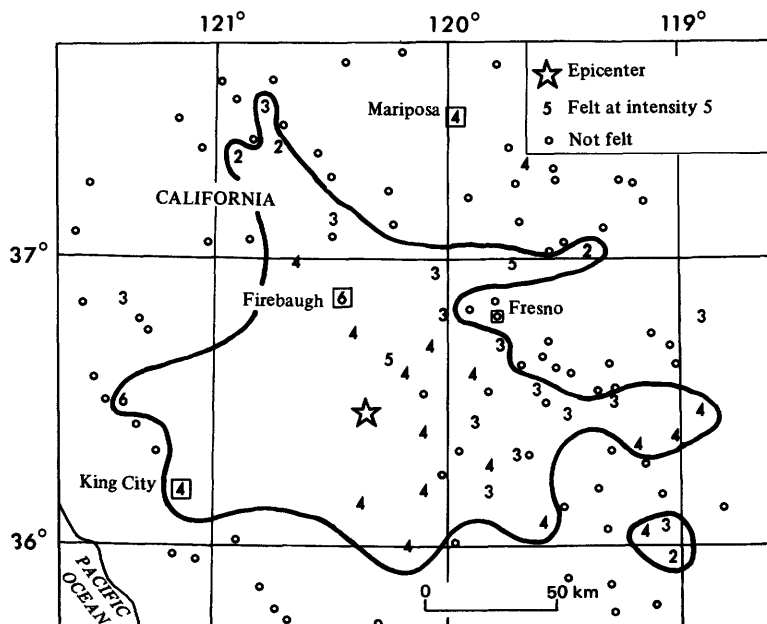 121° 120° 119°
Epicenter
3
Mariposa 4
5 Felt at intensity 5
Not felt
2
2
4
CALIFORNIA
3
2
37°
4 5
3
3 Firebaugh 6
Fresno
3 3
4
4 3
5
4 4
3
6 3
4
3
3
4 4
4
3
4
King City 4 4 3
4
4 3
4
36° 4
2
PACIFIC
OCEAN
0 50 km